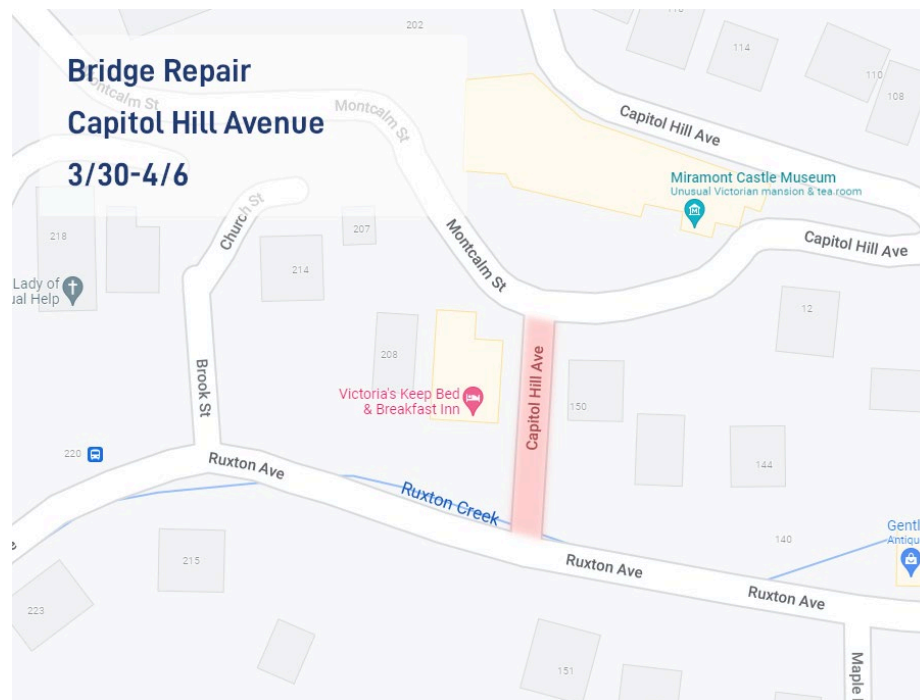 Bridge Repair
Capitol Hill Avenue
3/30-4/6
202
114
110
108
Montcalm St
Montcalm St
Capitol Hill Ave
Miramont Castle Museum
Unusual Victorian mansion & tea room
Church St
207
218
Montcalm St
Capitol Hill Ave
214
Lady of
ual Help
12
208
Capitol Hill Ave
Brook St
Victoria's Keep Bed
& Breakfast Inn
150
220
Ruxton Ave
144
Ruxton Creek
Gentl
Antiqu
140
215
Ruxton Ave
Ruxton Ave
223
151
Maple